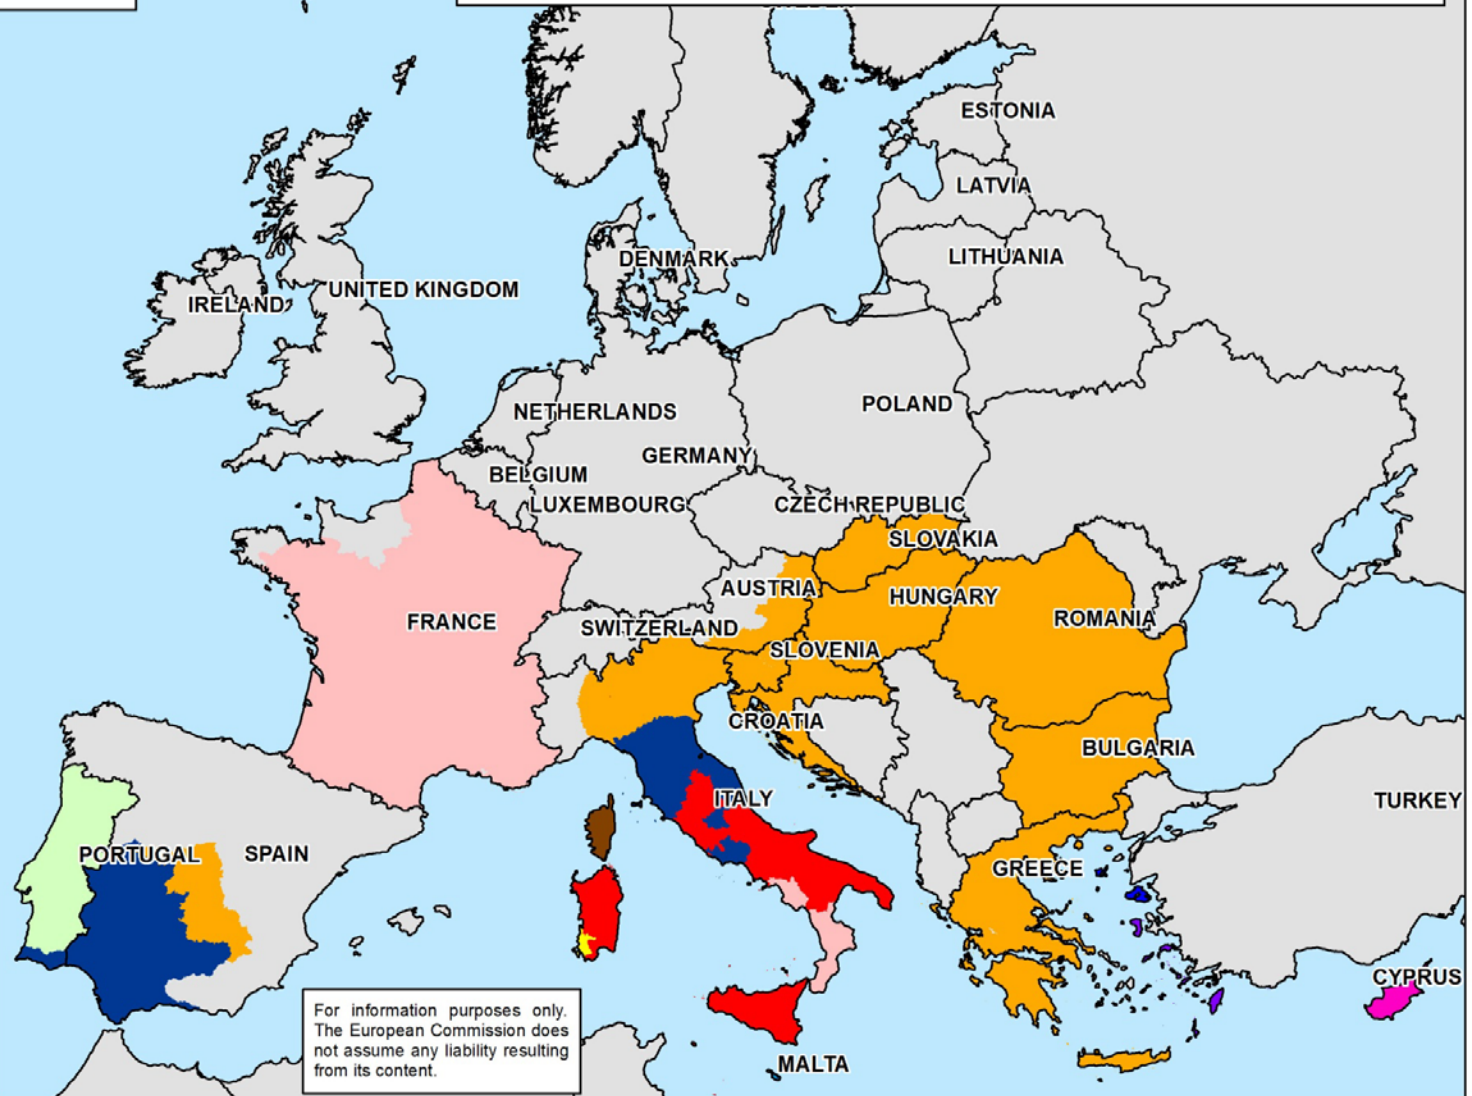 ESTONIA
LATVIA
LITHUANIA
DENMARK
UNITED KINGDOM
IRELAND
NETHERLANDS
POLAND
GERMANY
BELGIUM
LUXEMBOURG
CZECH REPUBLIC
SLOVAKIA
AUSTRIA
HUNGARY
FRANCE
ROMANIA
SWITZERLAND
SLOVENIA
CROATIA
BULGARIA
ITALY
TURKEY
PORTUGAL
SPAIN
GREECE
CYPRUS
For information purposes only.
The European Commission does
not assume any liability resulting
from its content.
MALTA